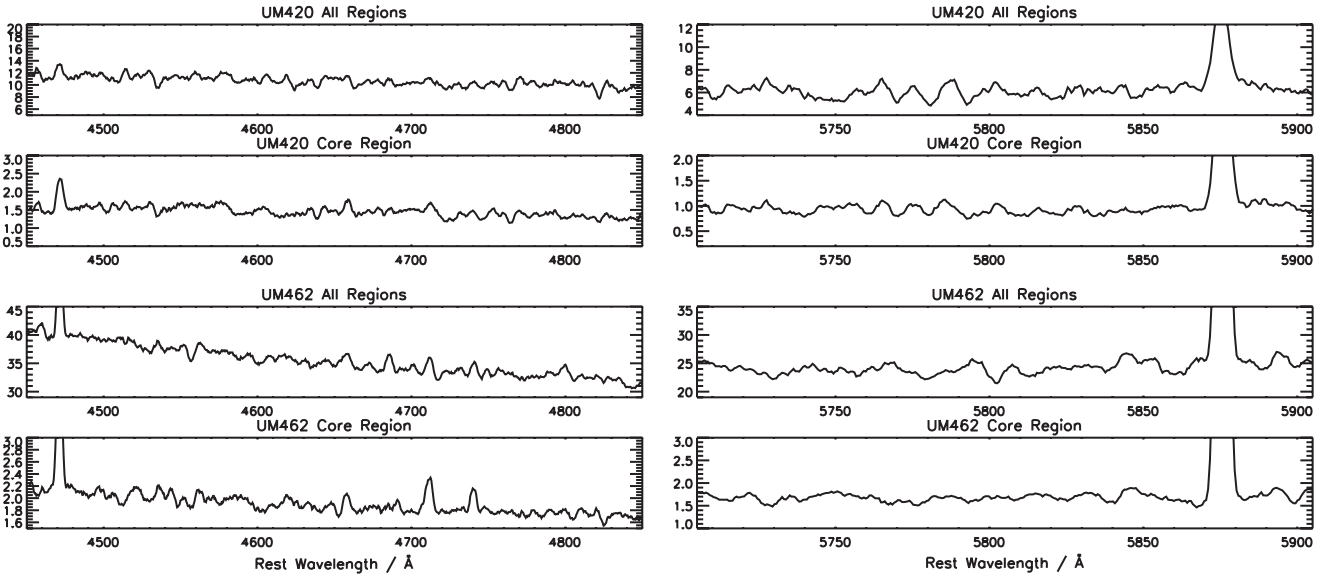 UM420 All Regions
20
18
16
14
12
10
8
6
4500 4600 4700 4800
UM420 All Regions
12
10
8
6
4
5750 5800 5850 5900
UM420 Core Region
3.0
2.5
2.0
1.5
1.0
0.5
4500 4600 4700 4800
UM420 Core Region
2.0
1.5
1.0
0.5
5750 5800 5850 5900
UM462 All Regions
45
40
35
30
4500 4600 4700 4800
UM462 All Regions
35
30
25
20
5750 5800 5850 5900
UM462 Core Region
3.0
2.8
2.6
2.4
2.2
2.0
1.8
1.6
4500 4600 4700 4800
Rest Wavelength / Å
UM462 Core Region
3.0
2.5
2.0
1.5
1.0
5750 5800 5850 5900
Rest Wavelength / Å